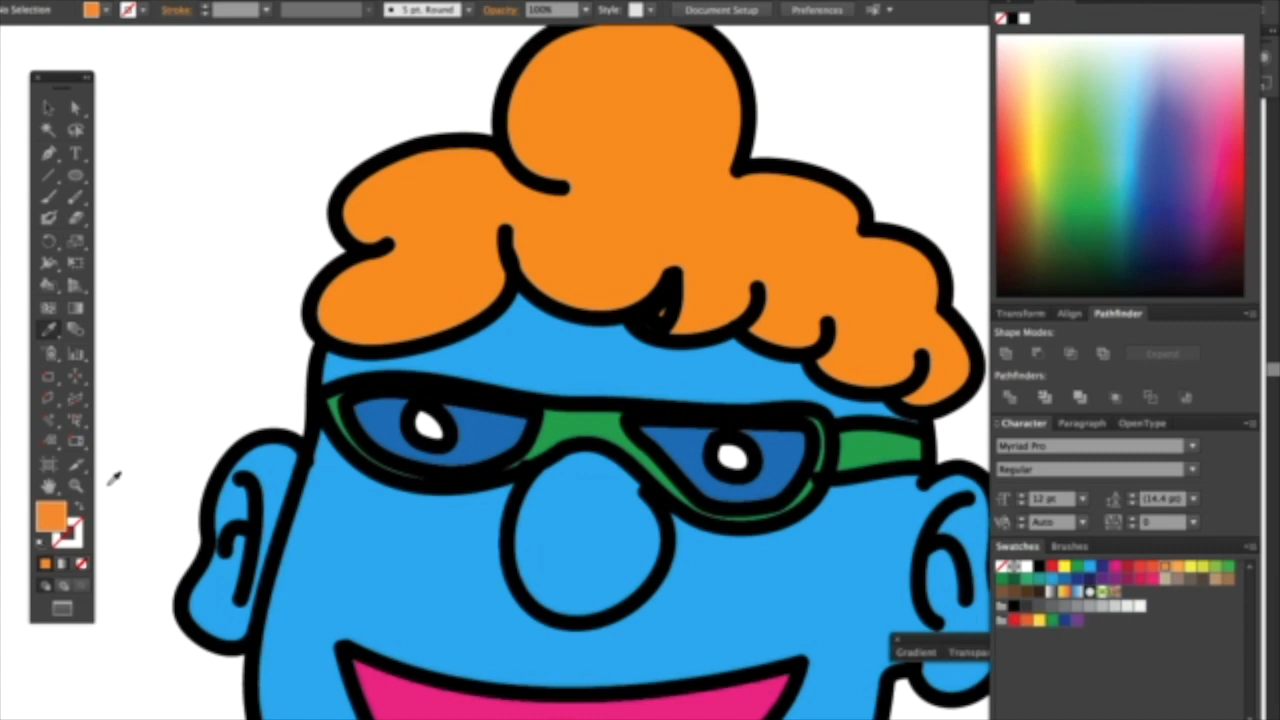 No Selection Stroke: 5 pt. Round Opacity: 100% Style: Document Setup Preferences
T
Transform Align Pathfinder
Shape Modes:
Expand
Pathfinders:
Character Paragraph OpenType
Myriad Pro
Regular
12 pt (14.4 pt)
Auto 0
Swatches Brushes
Gradient Transpa